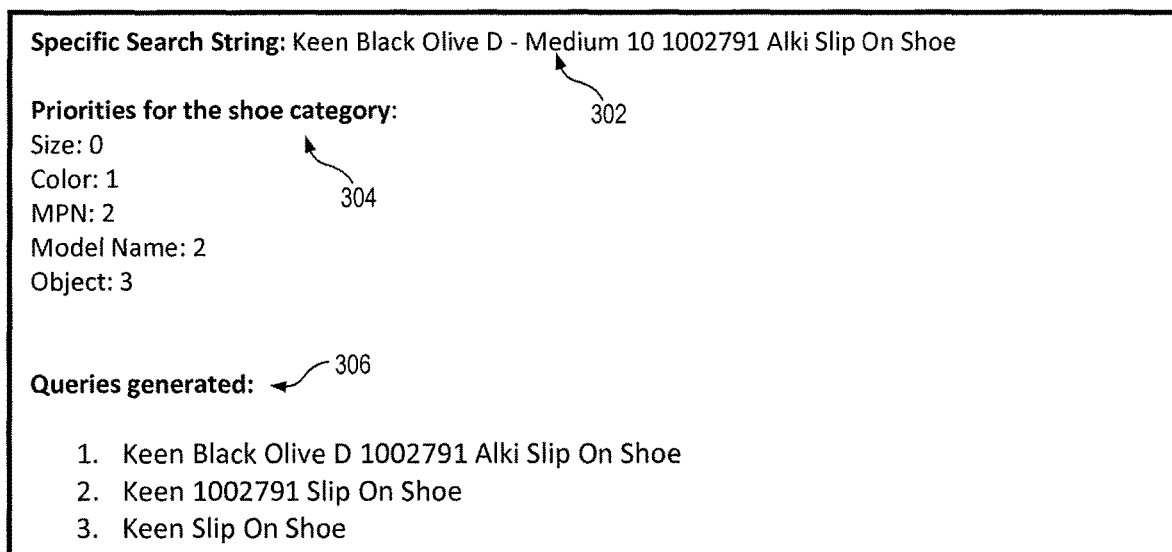 Specific Search String: Keen Black Olive D - Medium 10 1002791 Alki Slip On Shoe
302
Priorities for the shoe category:
304
Size: 0
Color: 1
MPN: 2
Model Name: 2
Object: 3
306
Queries generated:
1. Keen Black Olive D 1002791 Alki Slip On Shoe
2. Keen 1002791 Slip On Shoe
3. Keen Slip On Shoe